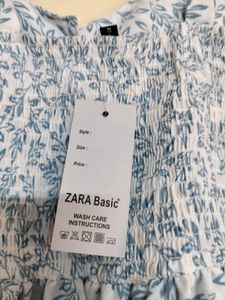 Style :
Size :
Price :
ZARA Basic
WASH CARE
INSTRUCTIONS